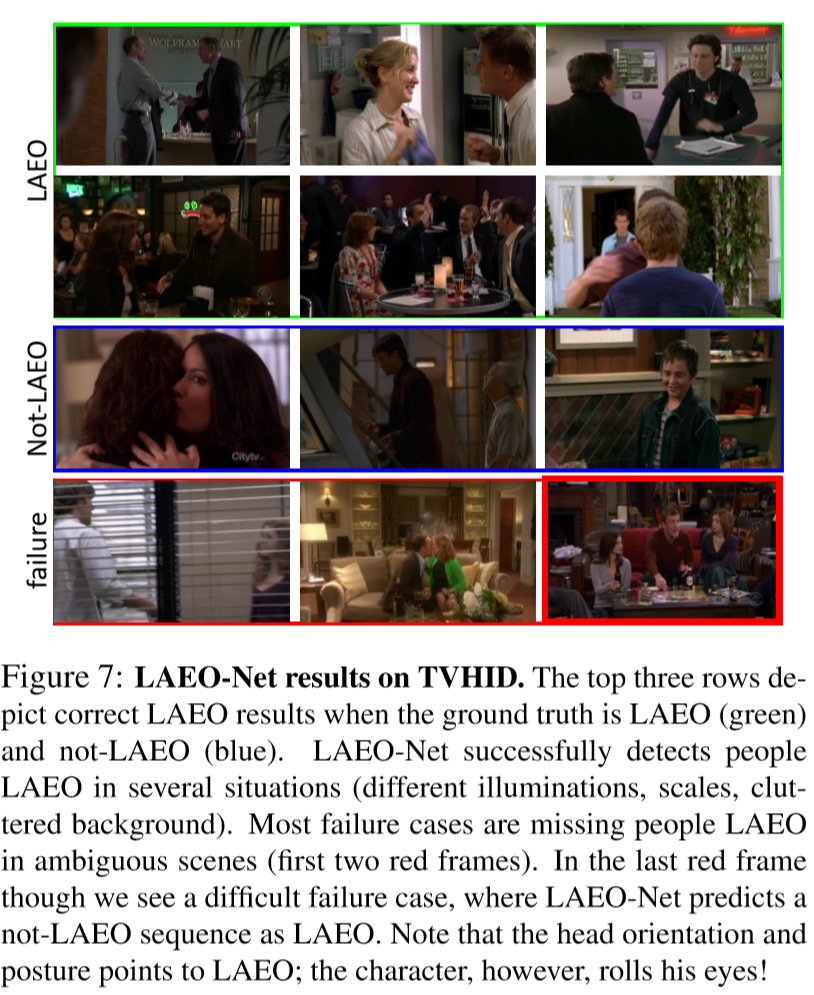 LAEO
WOLFRAM HART
Not-LAEO
Citytv
failure
Figure 7: LAEO-Net results on TVHID. The top three rows de-
pict correct LAEO results when the ground truth is LAEO (green)
and not-LAEO (blue). LAEO-Net successfully detects people
LAEO in several situations (different illuminations, scales, clut-
tered background). Most failure cases are missing people LAEO
in ambiguous scenes (first two red frames). In the last red frame
though we see a difficult failure case, where LAEO-Net predicts a
not-LAEO sequence as LAEO. Note that the head orientation and
posture points to LAEO; the character, however, rolls his eyes!